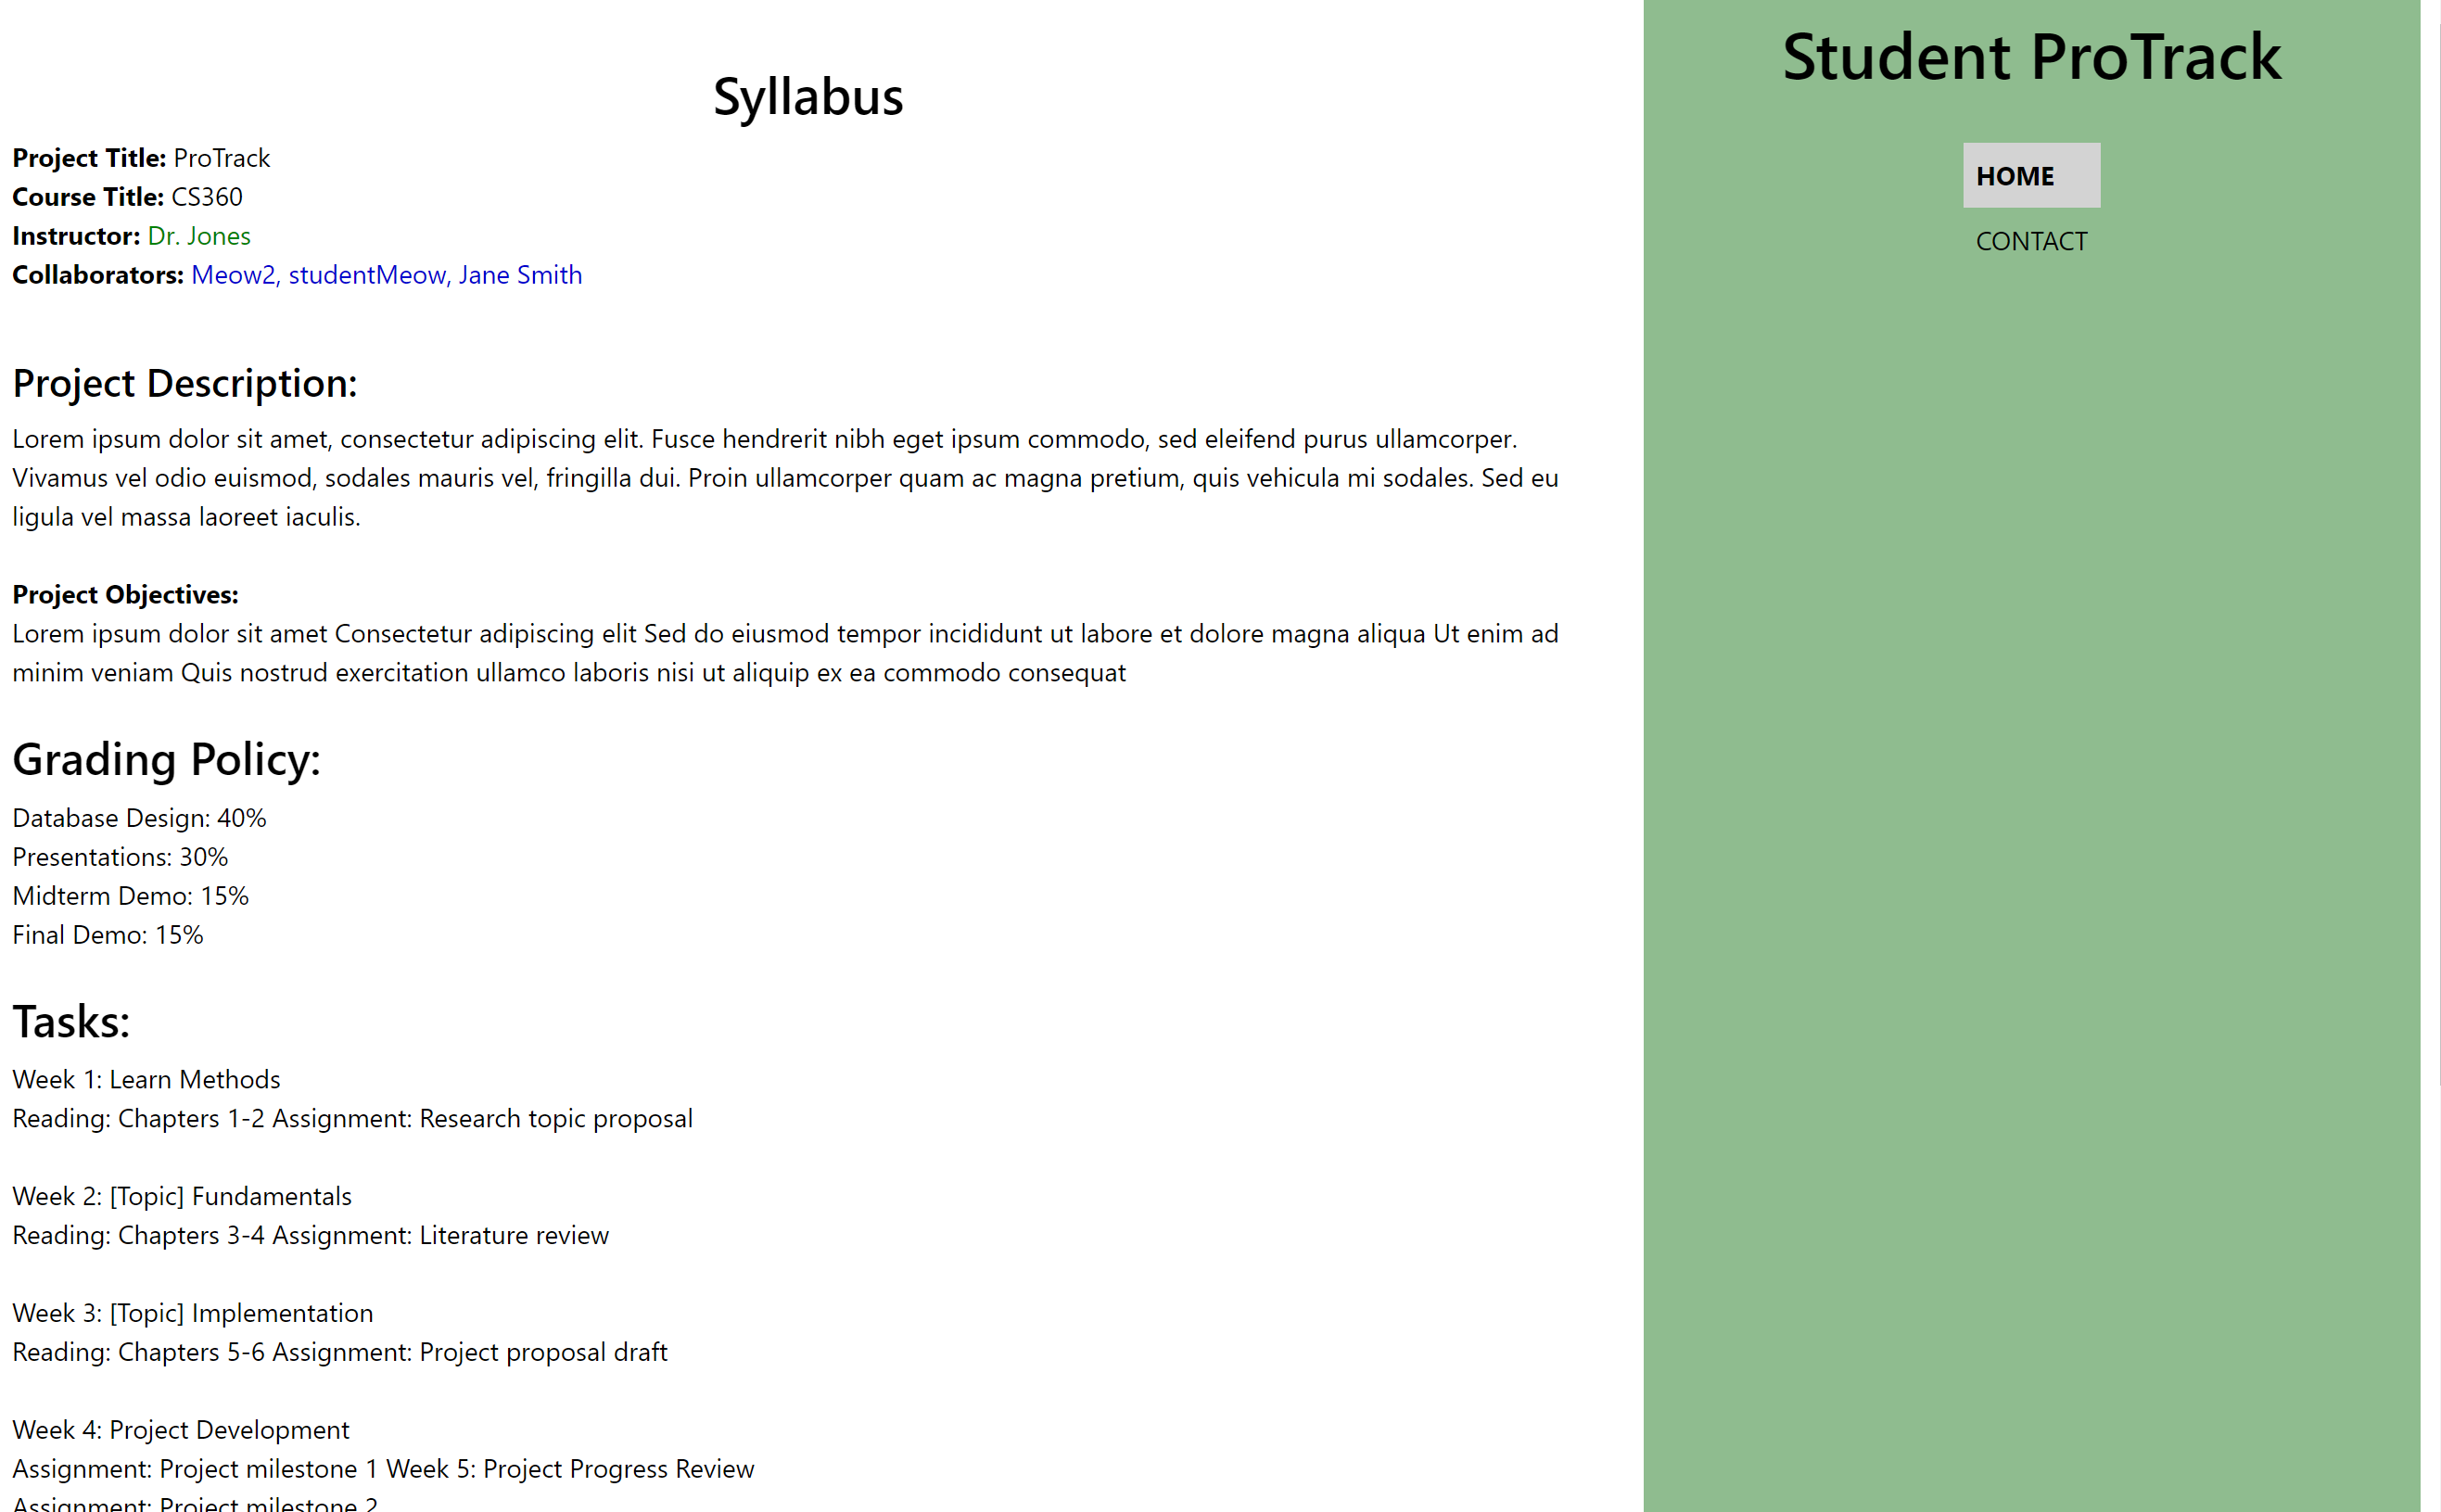 Syllabus
Project Title: ProTrack
Course Title: CS360
Instructor: Dr. Jones
Collaborators: Meow2, studentMeow, Jane Smith
Project Description:
Lorem ipsum dolor sit amet, consectetur adipiscing elit. Fusce hendrerit nibh eget ipsum commodo, sed eleifend purus ullamcorper.
Vivamus vel odio euismod, sodales mauris vel, fringilla dui. Proin ullamcorper quam ac magna pretium, quis vehicula mi sodales. Sed eu
ligula vel massa laoreet iaculis.
Project Objectives:
Lorem ipsum dolor sit amet Consectetur adipiscing elit Sed do eiusmod tempor incididunt ut labore et dolore magna aliqua Ut enim ad
minim veniam Quis nostrud exercitation ullamco laboris nisi ut aliquip ex ea commodo consequat
Grading Policy:
Database Design: 40%
Presentations: 30%
Midterm Demo: 15%
Final Demo: 15%
Tasks:
Week 1: Learn Methods
Reading: Chapters 1-2 Assignment: Research topic proposal
Week 2: [Topic] Fundamentals
Reading: Chapters 3-4 Assignment: Literature review
Week 3: [Topic] Implementation
Reading: Chapters 5-6 Assignment: Project proposal draft
Week 4: Project Development
Assignment: Project milestone 1 Week 5: Project Progress Review
Assignment: Project milestone 2
Student ProTrack
HOME
CONTACT